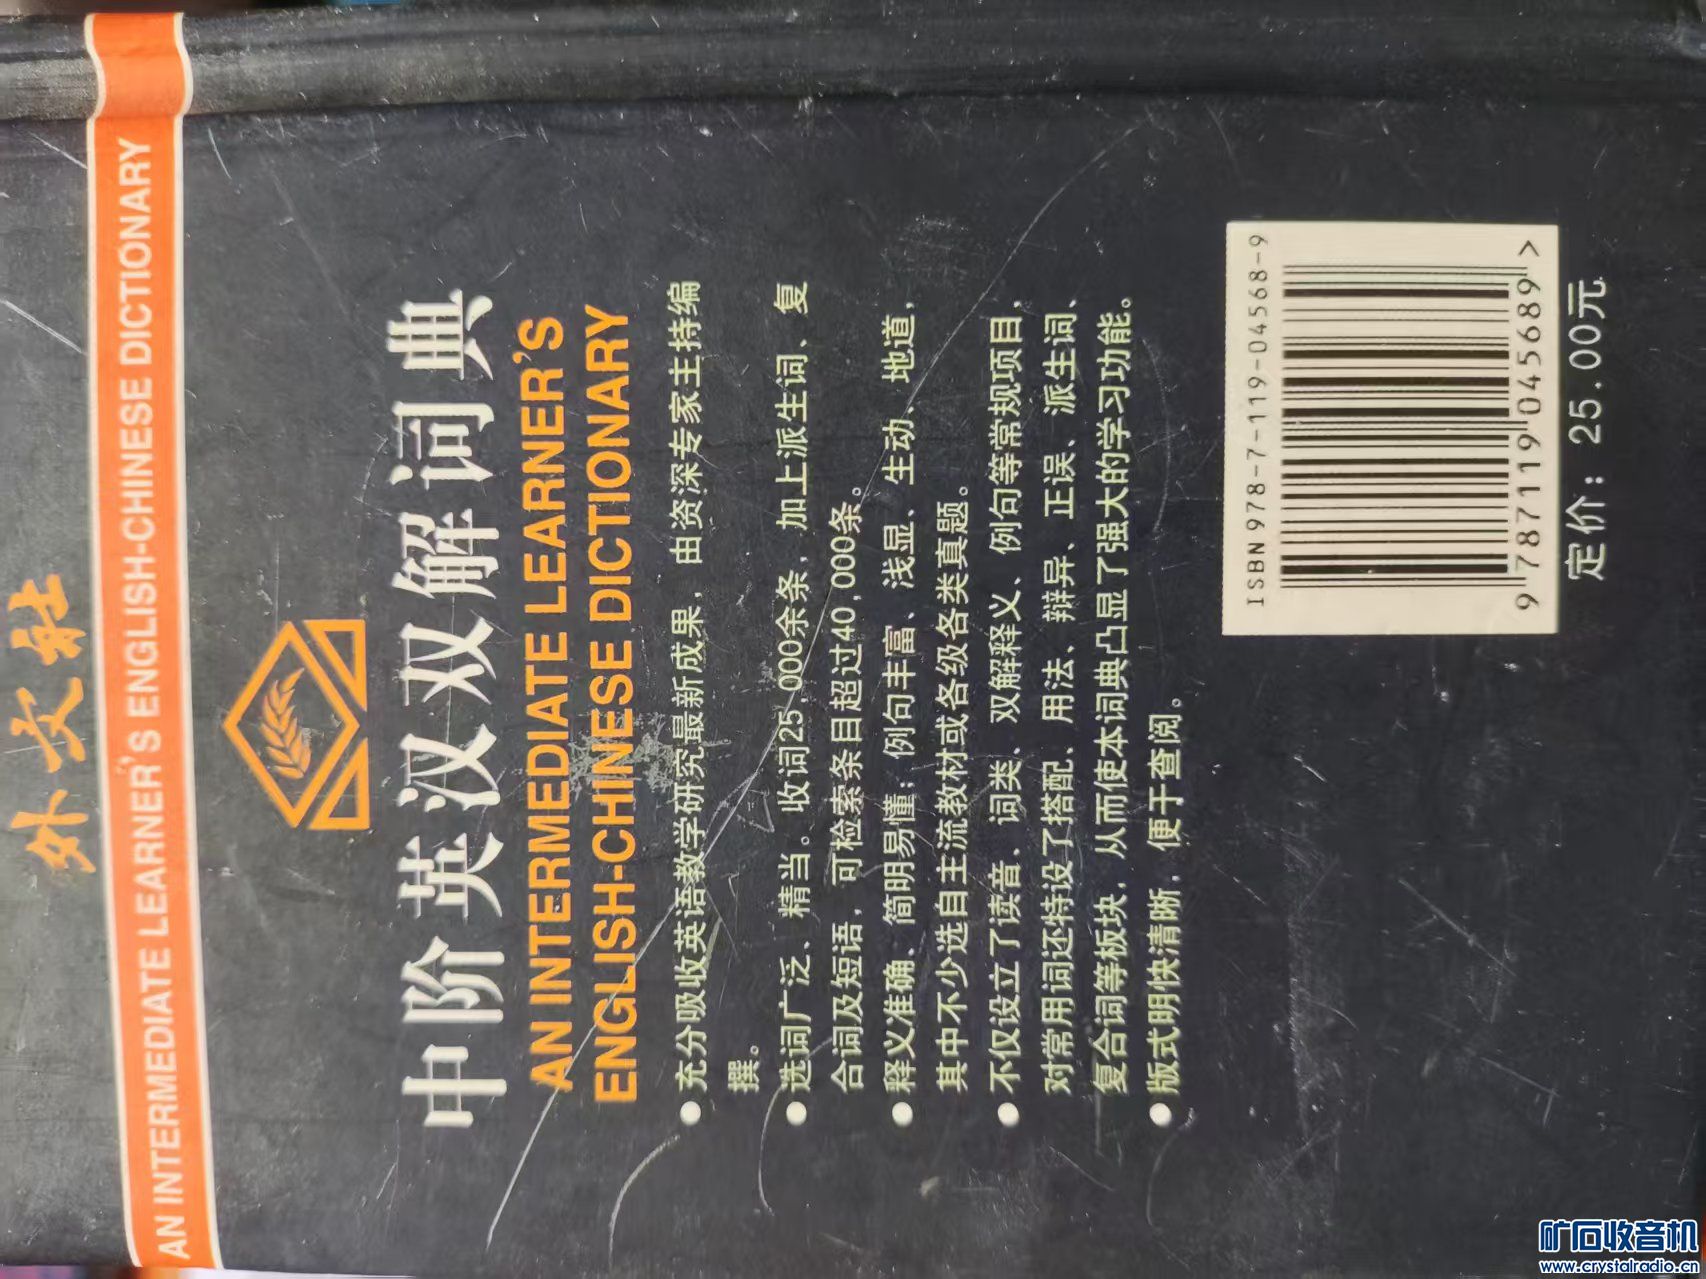 外文社
AN INTERMEDIATE LEARNER'S ENGLISH-CHINESE DICTIONARY
中阶英汉双解词典
AN INTERMEDIATE LEARNER'S
ENGLISH-CHINESE DICTIONARY
●充分吸收英语教学研究最新成果，由资深专家主持编
撰。
●选词广泛、精当。收词25,000余条，加上派生词、复
合词及短语，可检索条目超过40,000条。
●释义准确、简明易懂；例句丰富、浅显、生动、地道，
其中不少选自主流教材或各级各类真题。
●不仅设立了读音、词类、双解释义、例句等常规项目，
对常用词还特设了搭配、用法、辩异、正误、派生词、
复合词等板块，从而使本词典凸显了强大的学习功能。
●版式明快清晰，便于查阅。
ISBN 978-7-119-04568-9
9 787119 045689 >
定价：25.00元
矿石收音机
www.crystalradio.cn